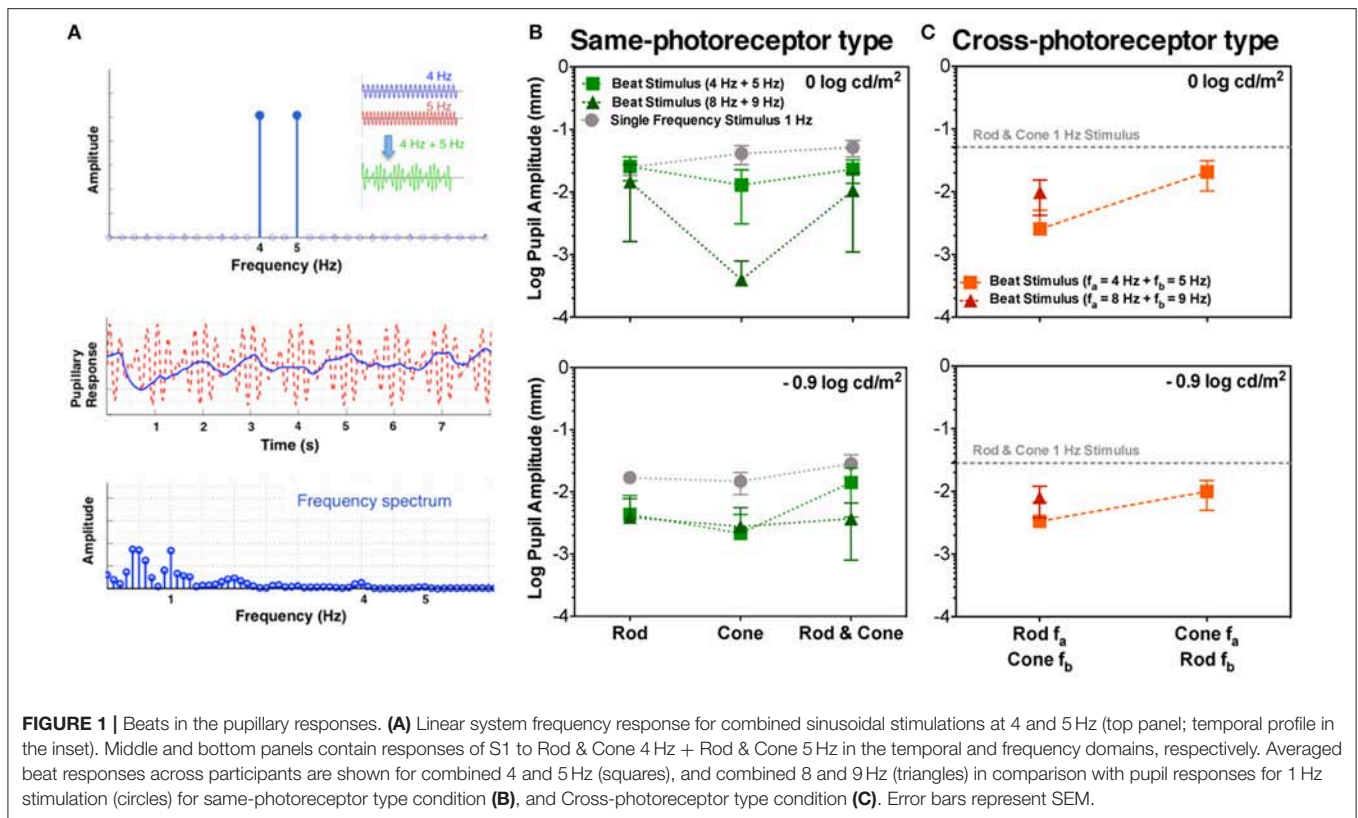 A
4 Hz
5 Hz
4 Hz + 5 Hz
Amplitude
4 5
Frequency (Hz)
Pupillary
Response
1 2 3 4 5 6 7
Time (s)
Frequency spectrum
Amplitude
1 4 5
Frequency (Hz)
B Same-photoreceptor type
0
-1
-2
-3
-4
Log Pupil Amplitude (mm)
Beat Stimulus (4 Hz + 5 Hz) 0 log cd/m²
Beat Stimulus (8 Hz + 9 Hz)
Single Frequency Stimulus 1 Hz
0
-1
-2
-3
-4
Log Pupil Amplitude (mm)
- 0.9 log cd/m²
Rod Cone Rod & Cone
C Cross-photoreceptor type
0
-1
-2
-3
-4
0 log cd/m²
Rod & Cone 1 Hz Stimulus
Beat Stimulus (fa = 4 Hz + fb = 5 Hz)
Beat Stimulus (fa = 8 Hz + fb = 9 Hz)
0
-1
-2
-3
-4
- 0.9 log cd/m²
Rod & Cone 1 Hz Stimulus
Rod fa Cone fa
Cone fb Rod fb
FIGURE 1 | Beats in the pupillary responses. (A) Linear system frequency response for combined sinusoidal stimulations at 4 and 5 Hz (top panel; temporal profile in
the inset). Middle and bottom panels contain responses of S1 to Rod & Cone 4 Hz + Rod & Cone 5 Hz in the temporal and frequency domains, respectively. Averaged
beat responses across participants are shown for combined 4 and 5 Hz (squares), and combined 8 and 9 Hz (triangles) in comparison with pupil responses for 1 Hz
stimulation (circles) for same-photoreceptor type condition (B), and Cross-photoreceptor type condition (C). Error bars represent SEM.